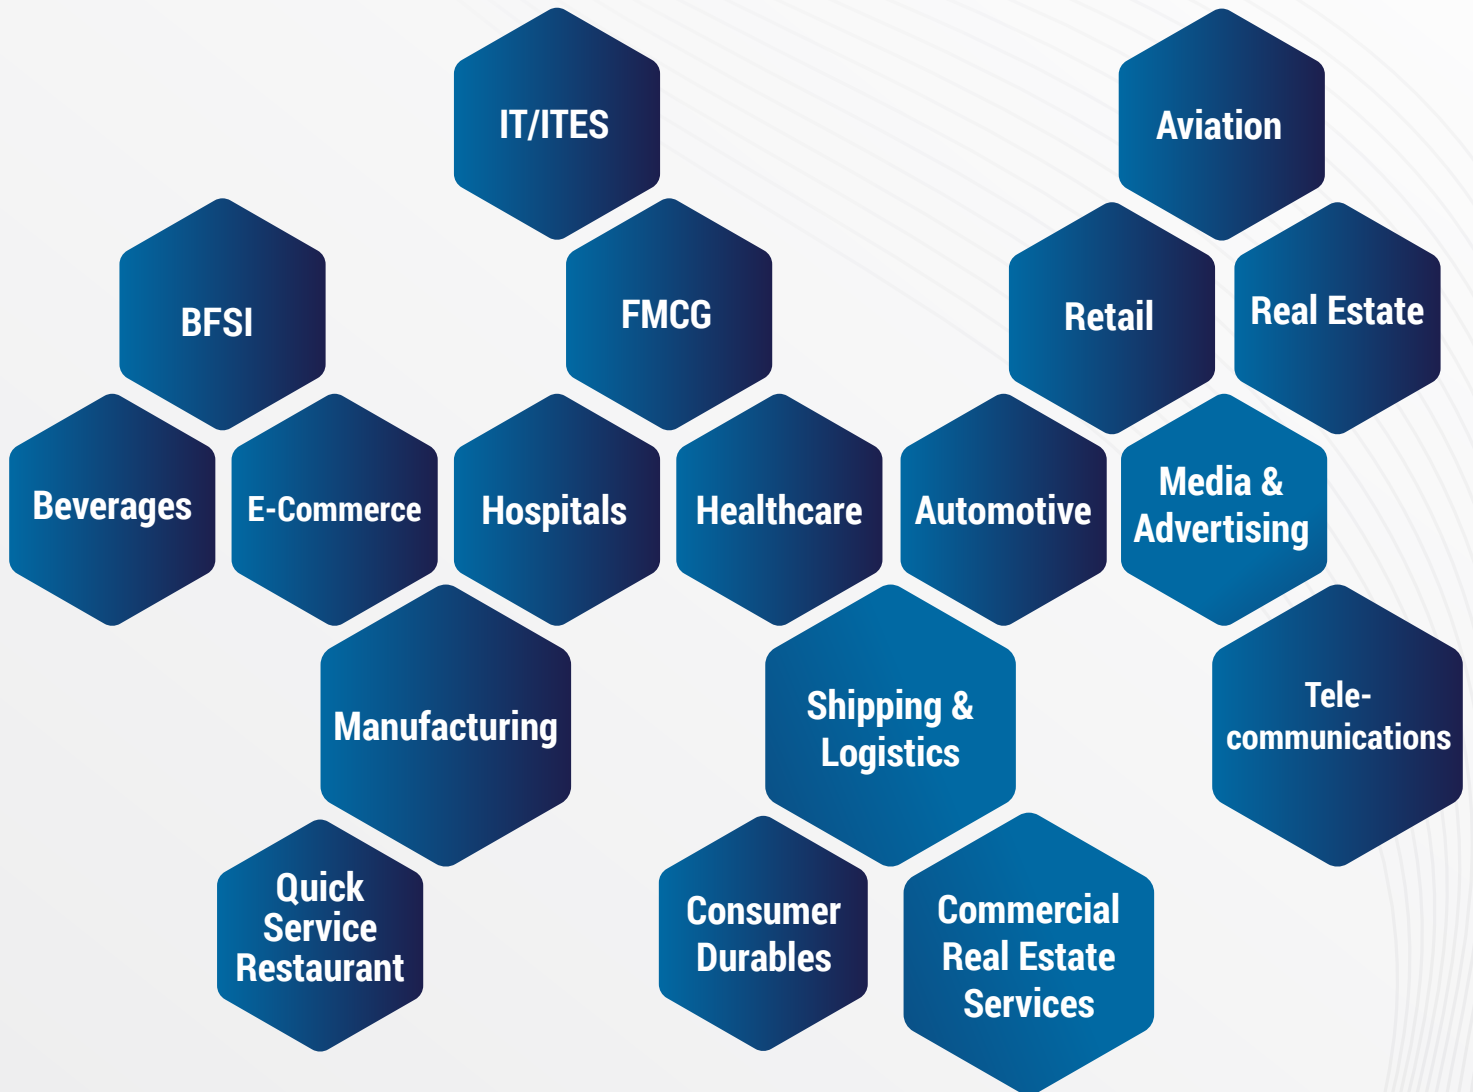 IT/ITES
Aviation
BFSI
FMCG
Retail
Real Estate
Beverages
E-Commerce
Hospitals
Healthcare
Automotive
Media &
Advertising
Manufacturing
Shipping &
Logistics
Tele-
communications
Quick
Service
Restaurant
Consumer
Durables
Commercial
Real Estate
Services